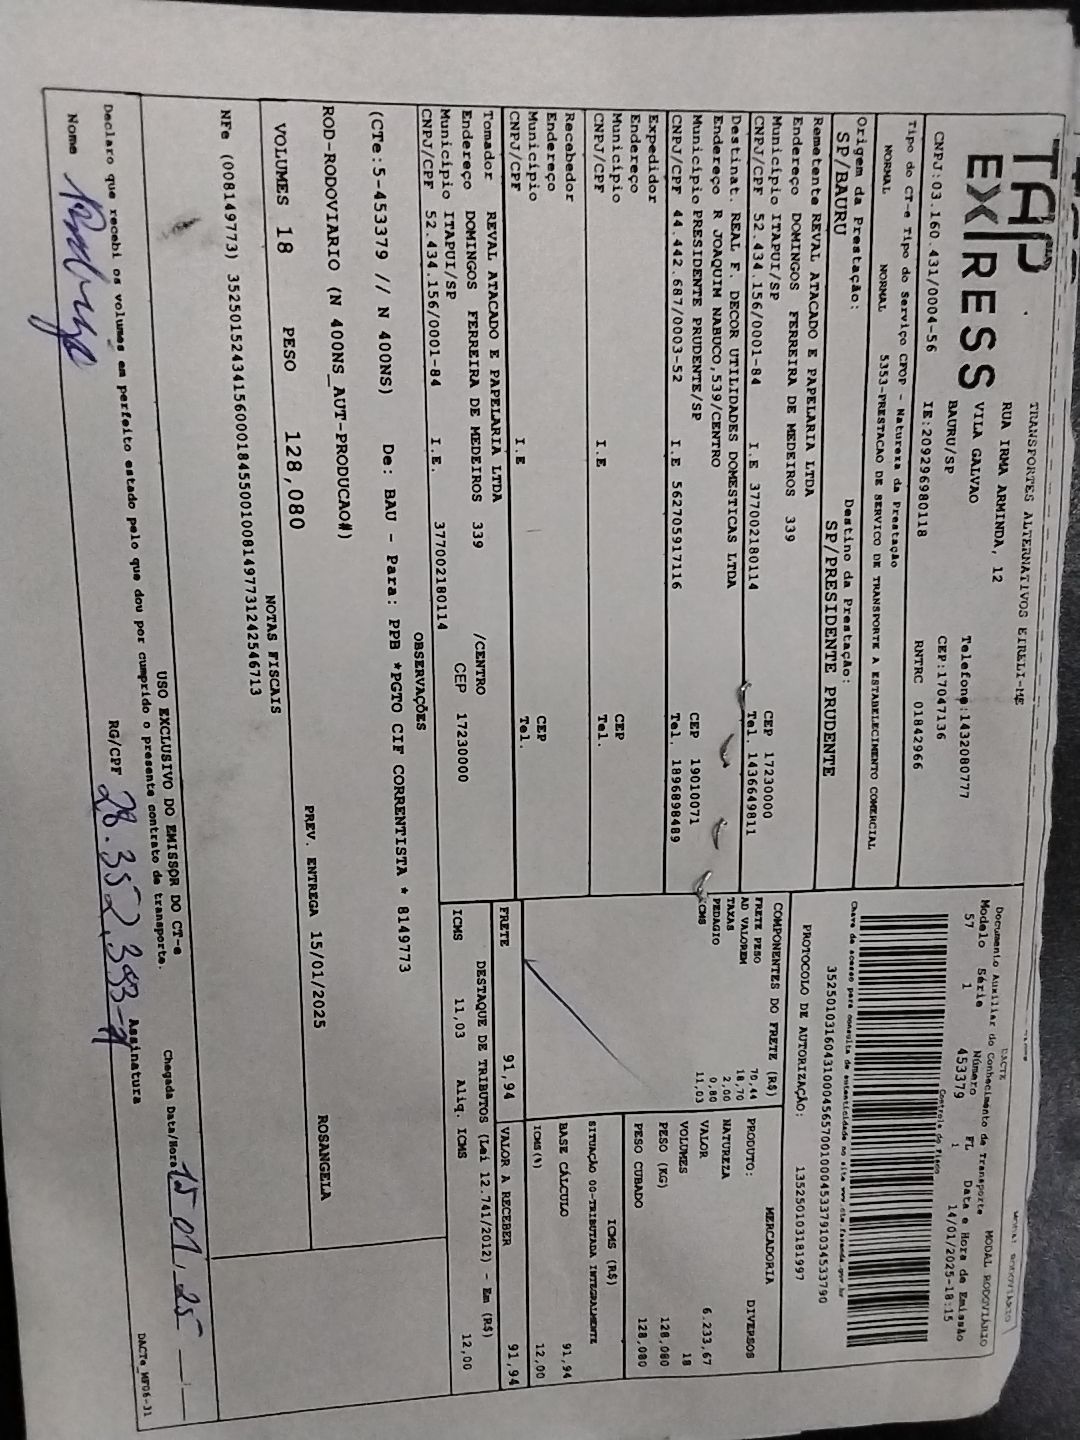 TAP EXPRESS
TRANSPORTES ALTERNATIVOS EIRELI-ME
RUA IRMA ARMINDA, 12
VILA GALVAO Telefone:1432080777
BAURU/SP CEP:17047136
CNPJ:03.160.431/0004-56 IE:209296980118 RNTRC 01842966
DACTE MODAL RODOVIÁRIO
Documento Auxiliar do Conhecimento de Transporte
Modelo Série Número FL Data e Hora de Emissão
57 1 453379 1 14/01/2025-18:15
Controle do Fisco
Tipo do CT-e Tipo do Serviço CFOP - Natureza da Prestação
NORMAL NORMAL 5353-PRESTACAO DE SERVICO DE TRANSPORTE A ESTABELECIMENTO COMERCIAL
Chave de acesso para consulta de autenticidade no site www.cte.fazenda.gov.br
35250103160431000456570010004533791034533790
PROTOCOLO DE AUTORIZAÇÃO: 135250103181997
Origem da Prestação: Destino da Prestação:
SP/BAURU SP/PRESIDENTE PRUDENTE
Remetente REVAL ATACADO E PAPELARIA LTDA
Endereço DOMINGOS FERREIRA DE MEDEIROS 339
Município ITAPUI/SP CEP 17230000
CNPJ/CPF 52.434.156/0001-84 I.E 377002180114 Tel. 1436649811
Destinat. REAL F. DECOR UTILIDADES DOMESTICAS LTDA
Endereço R JOAQUIM NABUCO,539/CENTRO
Município PRESIDENTE PRUDENTE/SP CEP 19010071
CNPJ/CPF 44.442.687/0003-52 I.E 562705917116 Tel. 1896898489
Expedidor
Endereço
Município CEP
CNPJ/CPF I.E Tel.
Recebedor
Endereço
Município CEP
CNPJ/CPF I.E Tel.
Tomador REVAL ATACADO E PAPELARIA LTDA
Endereço DOMINGOS FERREIRA DE MEDEIROS 339 /CENTRO
Município ITAPUI/SP CEP 17230000
CNPJ/CPF 52.434.156/0001-84 I.E. 377002180114
COMPONENTES DO FRETE (R$)
FRETE PESO 70,44
AD VALOREM 18,70
TAXAS 2,00
PEDAGIO 0,80
ICMS 11,03
MERCADORIA
PRODUTO: DIVERSOS
NATUREZA
VALOR 6.233,67
VOLUMES 18
PESO (KG) 128,080
PESO CUBADO 128,080
ICMS (R$)
SITUAÇÃO 00-TRIBUTADA INTEGRALMENTE
BASE CÁLCULO 91,94
ICMS(%) 12,00
FRETE 91,94 VALOR A RECEBER 91,94
DESTAQUE DE TRIBUTOS (Lei 12.741/2012) - Em (R$)
ICMS 11,03 Aliq. ICMS 12,00
OBSERVAÇÕES
(CTe:5-453379 // N 400NS) De: BAU - Para: PPB *PGTO CIF CORRENTISTA * 8149773
ROD-RODOVIARIO (N 400NS_AUT-PRODUCAO#)
VOLUMES 18 PESO 128,080 PREV. ENTREGA 15/01/2025 ROSANGELA
NOTAS FISCAIS
NFe (008149773) 35250152434156000184550010081497731242546713
USO EXCLUSIVO DO EMISSOR DO CT-e
Declaro que recebi os volumes em perfeito estado pelo que dou por cumprido o presente contrato de transporte.
Chegada Data/Hora 15 01, 25
Nome RG/CPF 28.352.393-7 Assinatura
DACTe_MF06-31